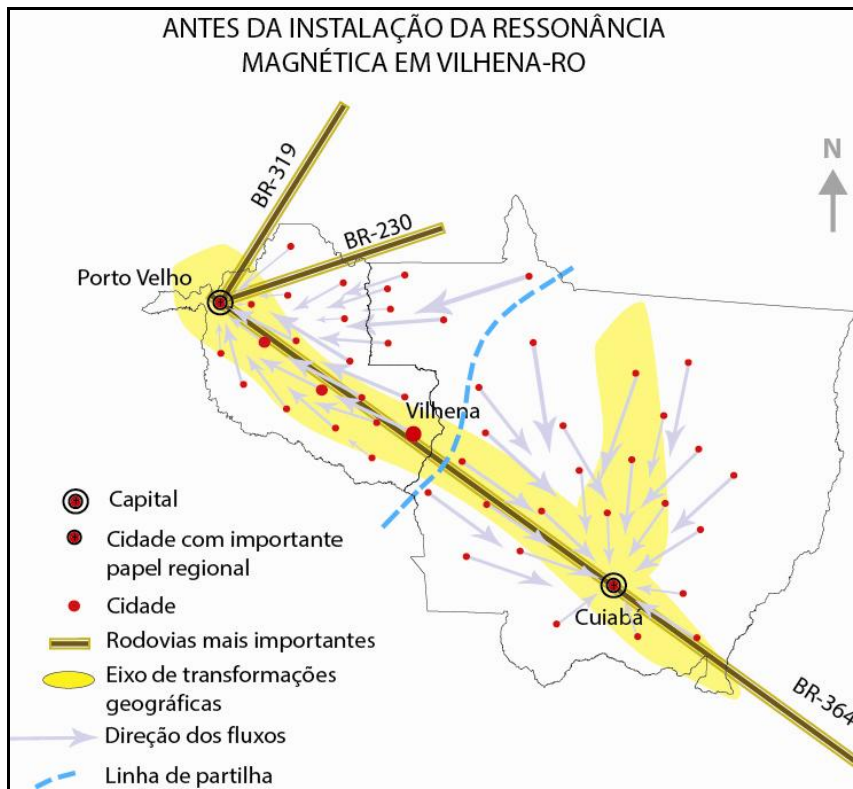 ANTES DA INSTALAÇÃO DA RESSONÂNCIA
MAGNÉTICA EM VILHENA-RO
BR-319
N
BR-230
Porto Velho
Vilhena
Capital
Cidade com importante
papel regional
Cidade
Cuiabá
Rodovias mais importantes
Eixo de transformações
geográficas
BR-364
Direção dos fluxos
Linha de partilha